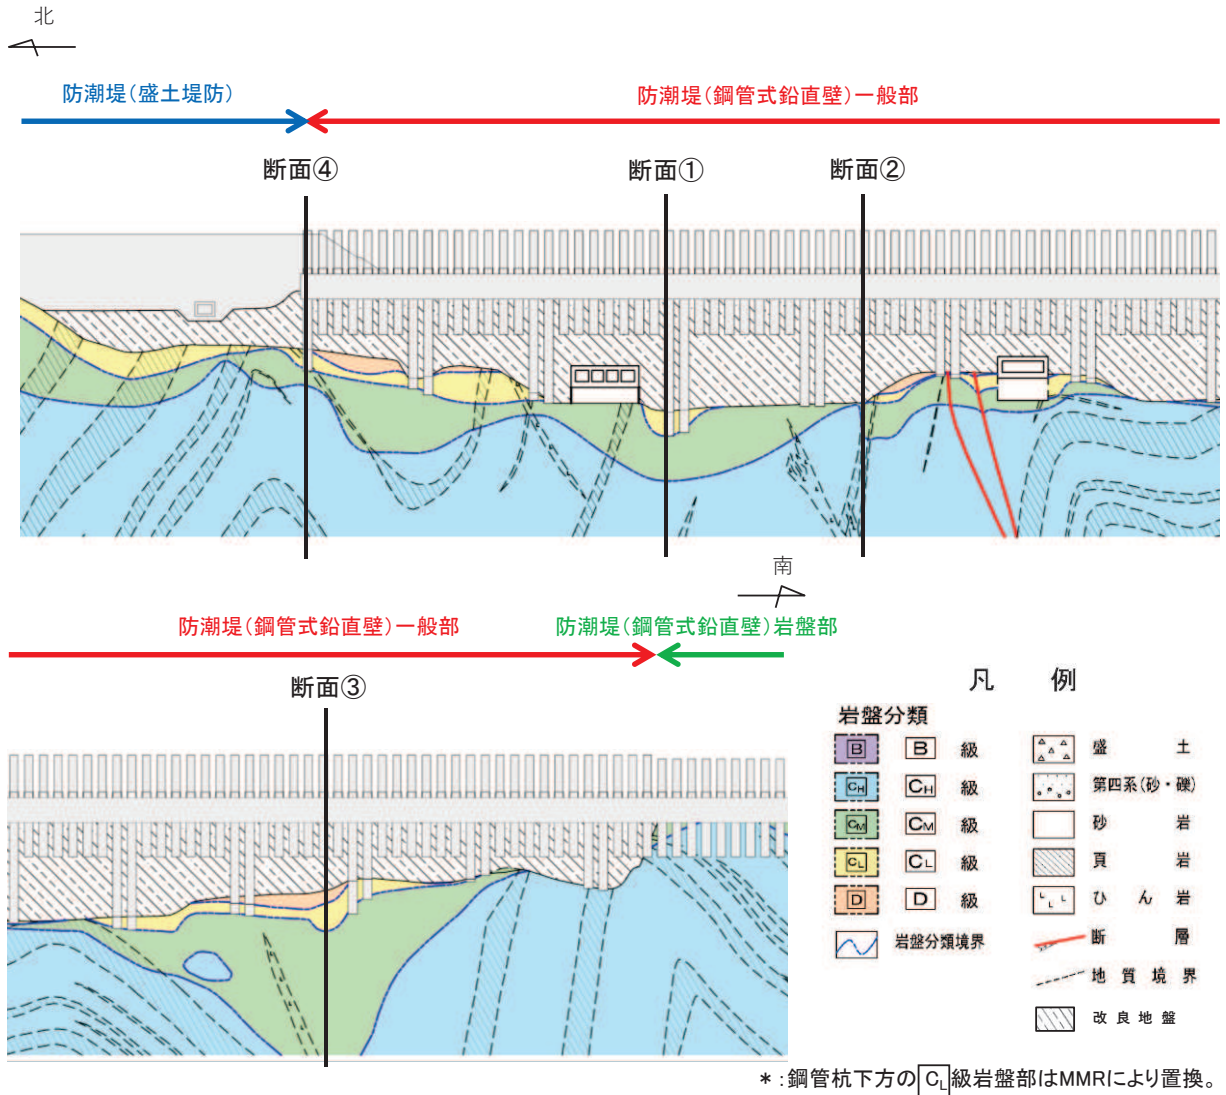 北
防潮堤(盛土堤防)
防潮堤(鋼管式鉛直壁)一般部
断面④
断面①
断面②
南
防潮堤(鋼管式鉛直壁)一般部
防潮堤(鋼管式鉛直壁)岩盤部
断面③
凡 例
岩盤分類
B B 級
CH CH 級
CM CM 級
CL CL 級
D D 級
岩盤分類境界
盛 土
第四系(砂・礫)
砂 岩
頁 岩
ひ ん 岩
断 層
地 質 境 界
改 良 地 盤
*:鋼管杭下方のCL級岩盤部はMMRにより置換。